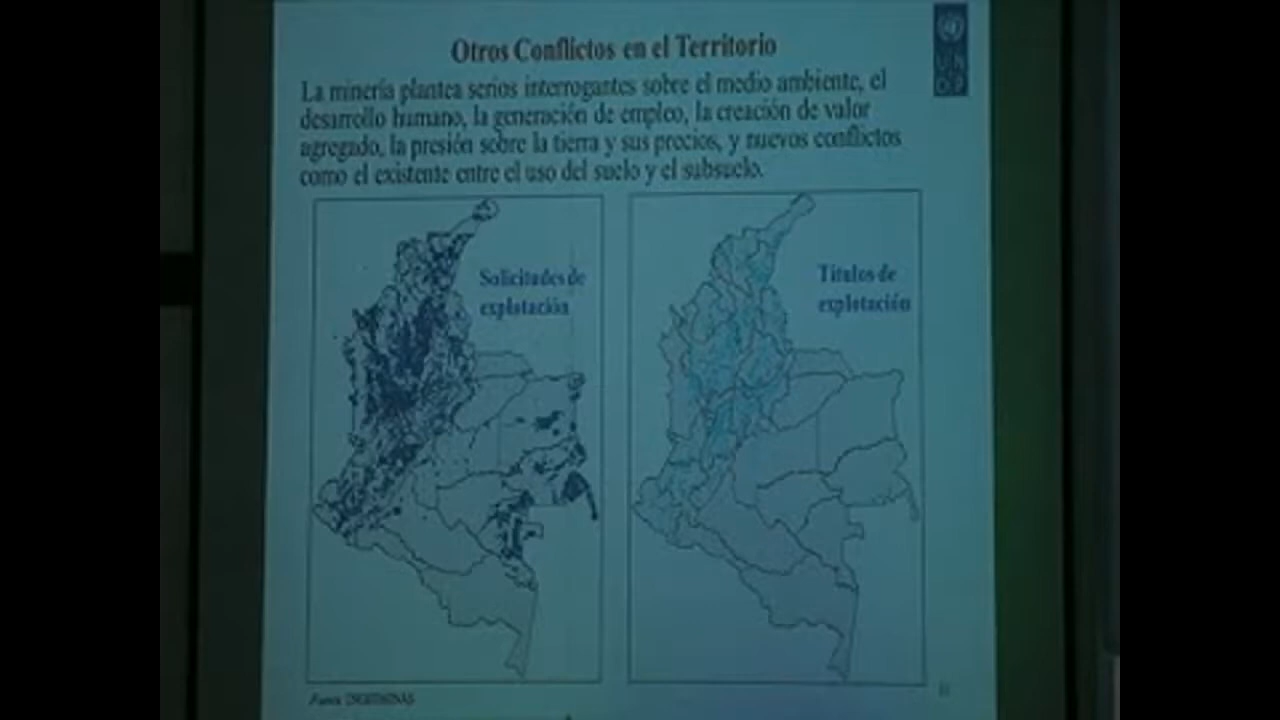 Otros Conflictos en el Territorio
La minería plantea serios interrogantes sobre el medio ambiente, el
desarrollo humano, la generación de empleo, la creación de valor
agregado, la presión sobre la tierra y sus precios, y nuevos conflictos
como el existente entre el uso del suelo y el subsuelo.
Solicitudes de
explotación
Títulos de
explotación
U N
D P